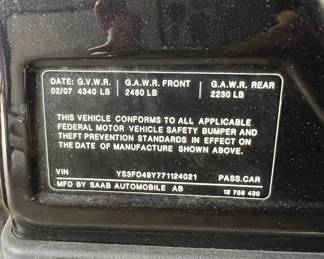 DATE: G.V.W.R. G.A.W.R. FRONT G.A.W.R. REAR
02/07 4340 LB 2480 LB 2230 LB
THIS VEHICLE CONFORMS TO ALL APPLICABLE
FEDERAL MOTOR VEHICLE SAFETY BUMPER AND
THEFT PREVENTION STANDARDS IN EFFECT ON
THE DATE OF MANUFACTURE SHOWN ABOVE.
VIN YS3FD49Y771124021 PASS.CAR
MFD BY SAAB AUTOMOBILE AB 12 756 430